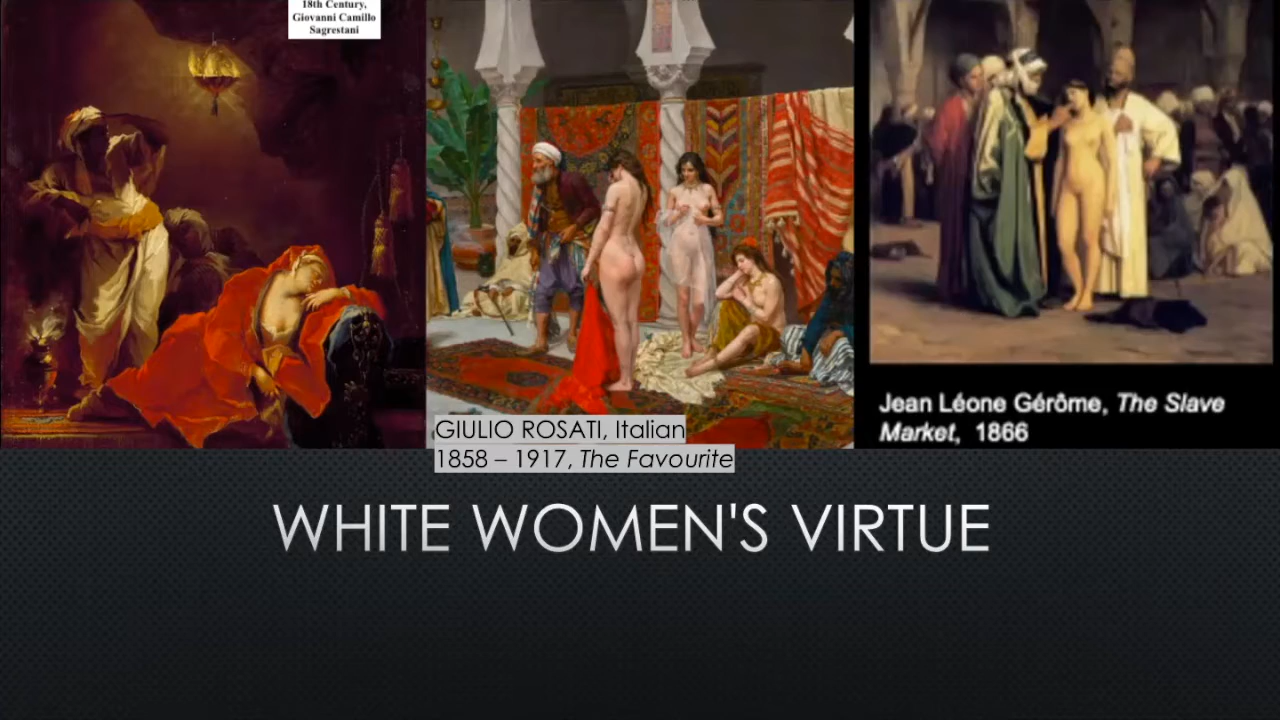 18th Century,
Giovanni Camillo
Sagrestani
GIULIO ROSATI, Italian
1858 – 1917, The Favourite
Jean Léone Gérôme, The Slave
Market, 1866
WHITE WOMEN'S VIRTUE